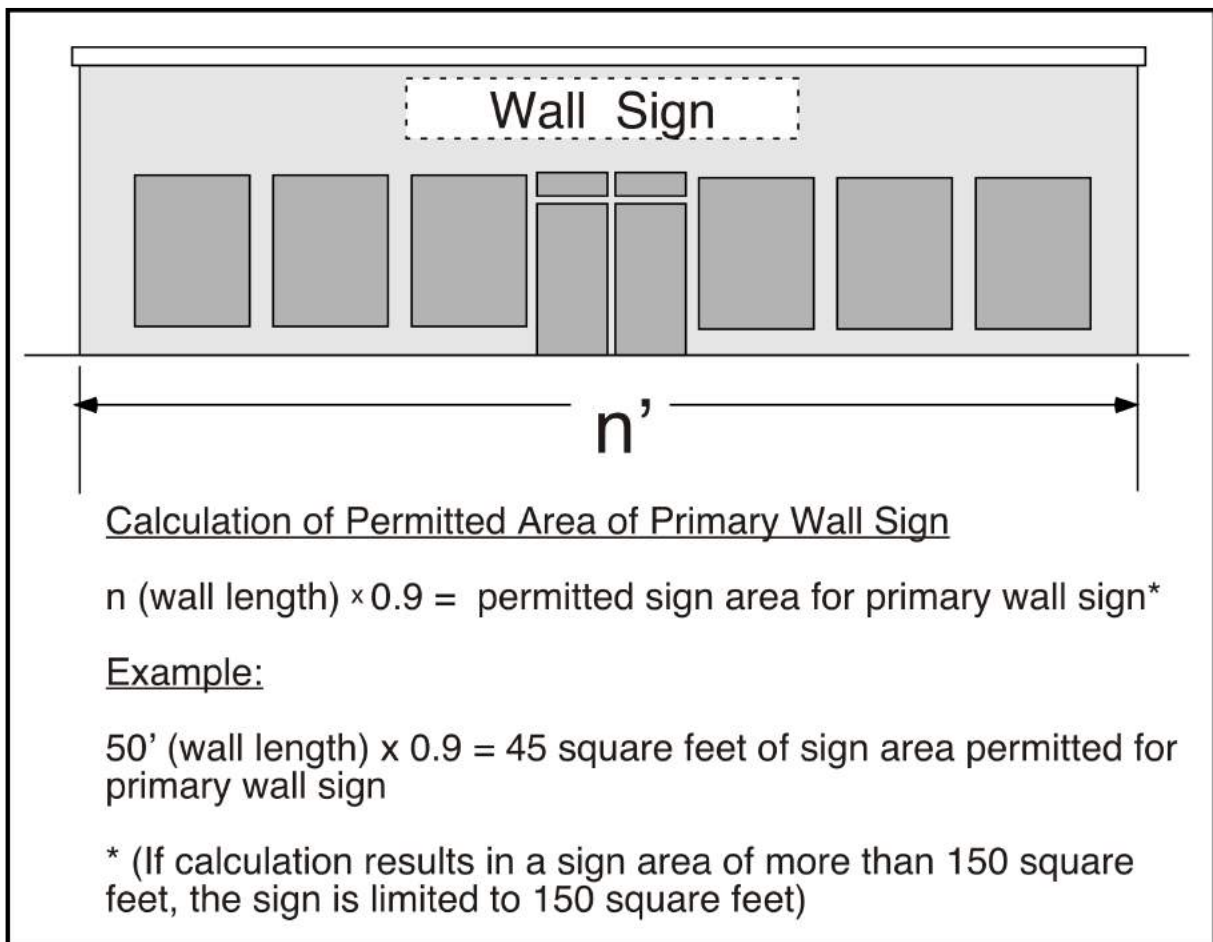 Wall Sign
n’
Calculation of Permitted Area of Primary Wall Sign
n (wall length) x 0.9 = permitted sign area for primary wall sign*
Example:
50’ (wall length) x 0.9 = 45 square feet of sign area permitted for
primary wall sign
* (If calculation results in a sign area of more than 150 square
feet, the sign is limited to 150 square feet)